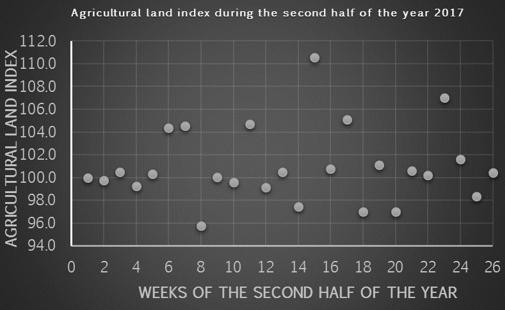 Agricultural land index during the second half of the year 2017
AGRICULTURAL LAND INDEX
112.0
110.0
108.0
106.0
104.0
102.0
100.0
98.0
96.0
94.0
0 2 4 6 8 10 12 14 16 18 20 22 24 26
WEEKS OF THE SECOND HALF OF THE YEAR